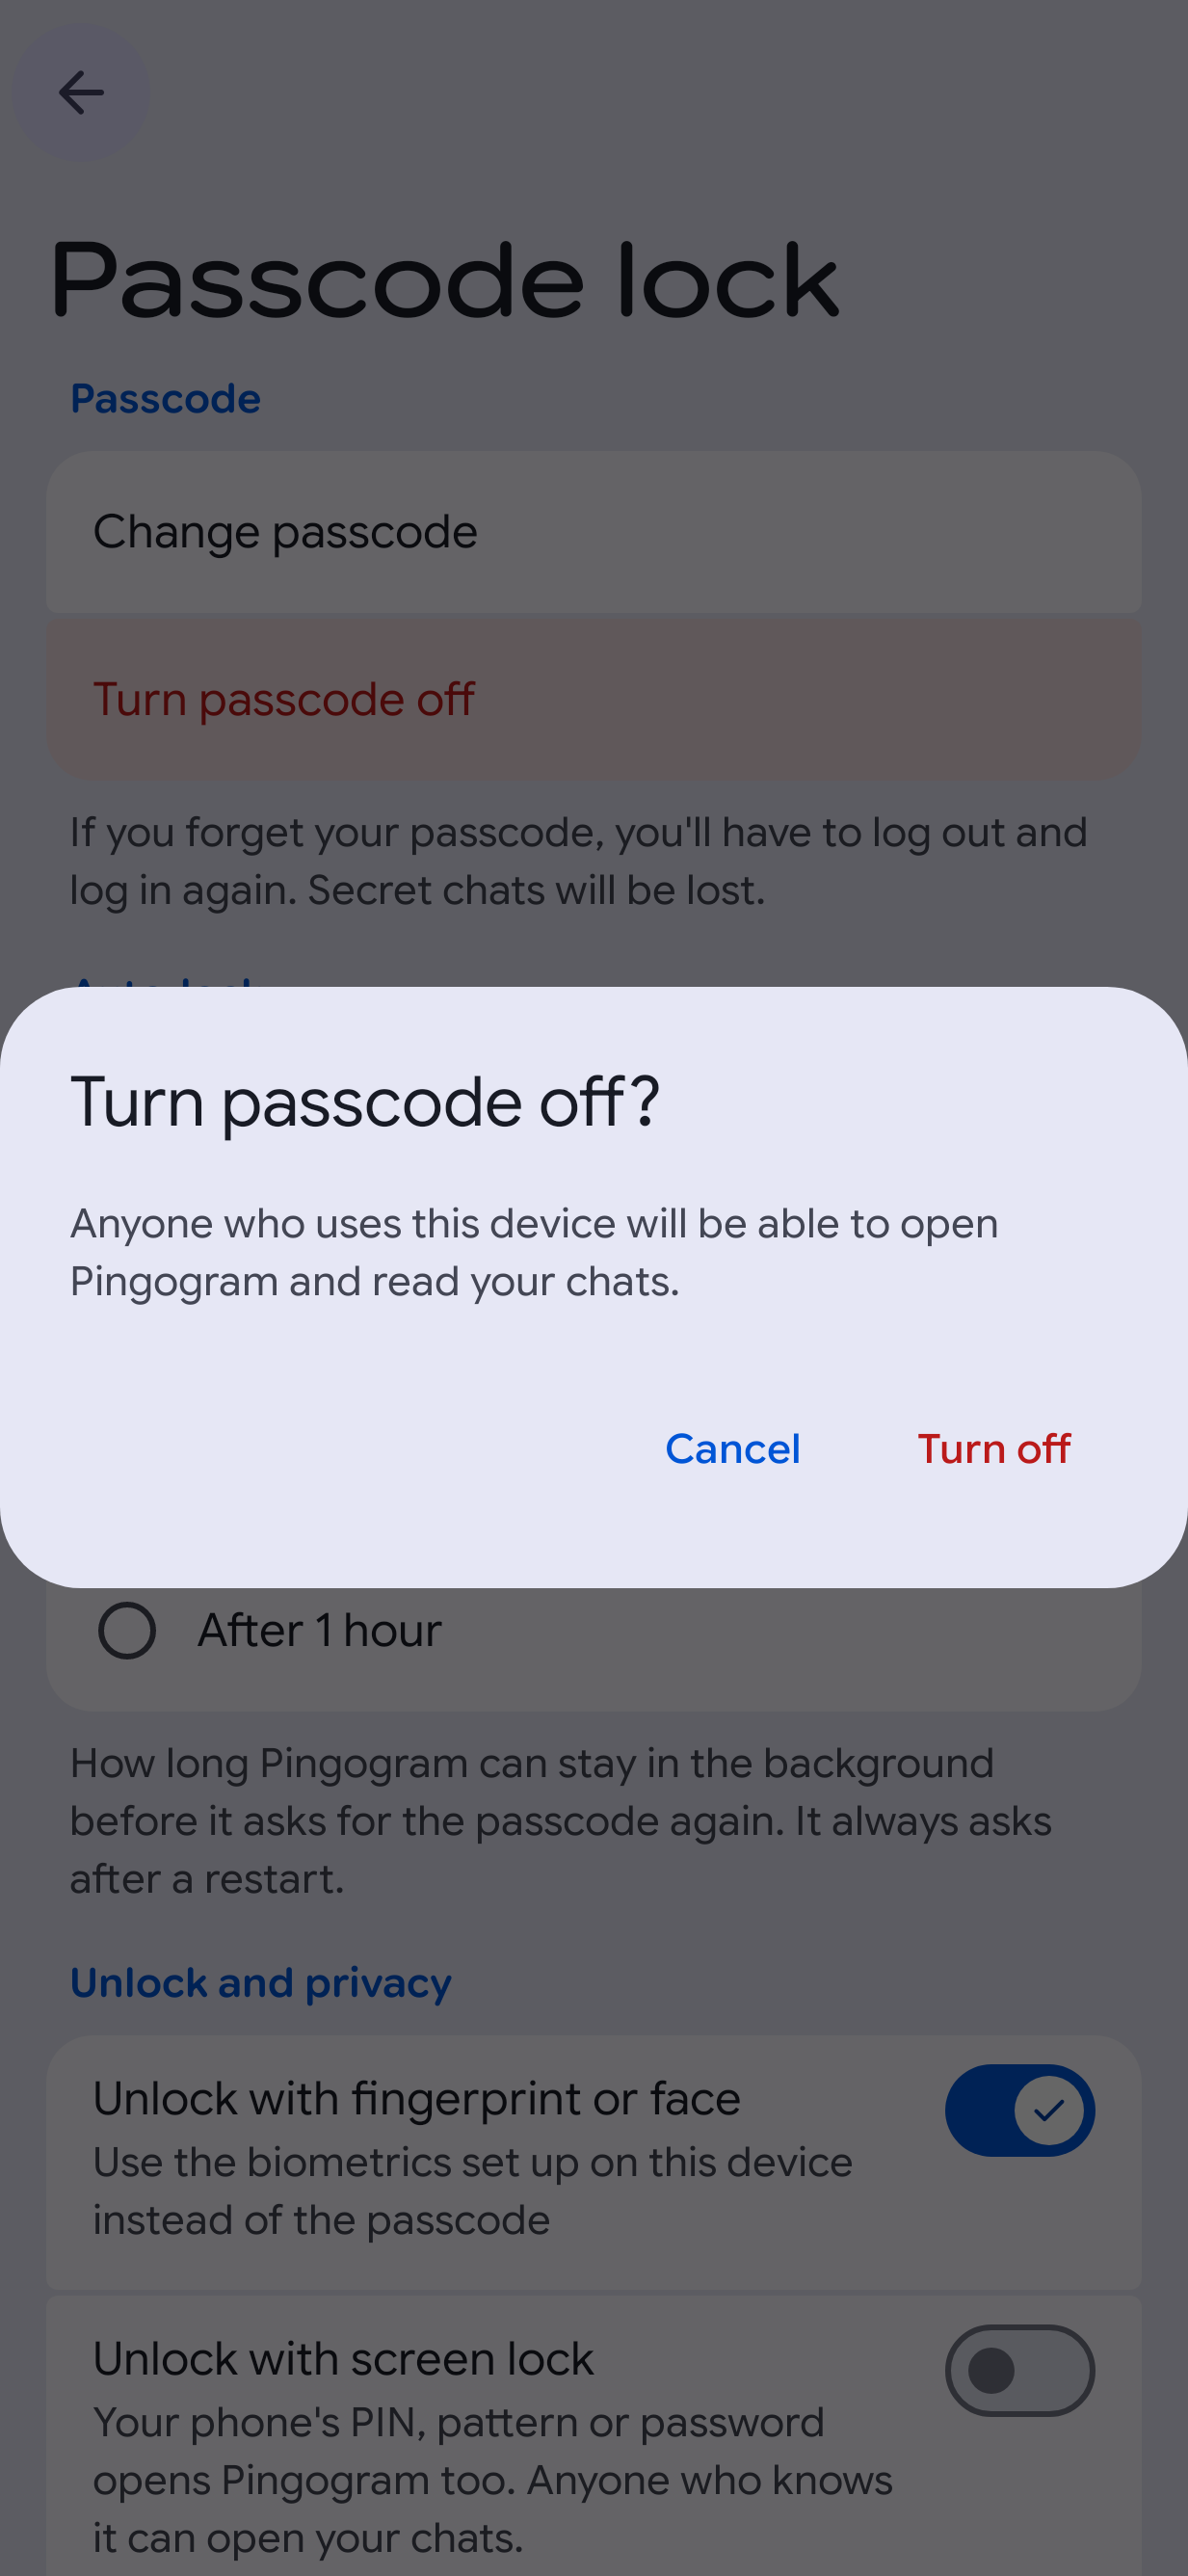 Passcode lock
Passcode
Change passcode
Turn passcode off
If you forget your passcode, you'll have to log out and
log in again. Secret chats will be lost.
Turn passcode off?
Anyone who uses this device will be able to open
Pingogram and read your chats.
Cancel
Turn off
After 1 hour
How long Pingogram can stay in the background
before it asks for the passcode again. It always asks
after a restart.
Unlock and privacy
Unlock with fingerprint or face
Use the biometrics set up on this device
instead of the passcode
Unlock with screen lock
Your phone's PIN, pattern or password
opens Pingogram too. Anyone who knows
it can open your chats.